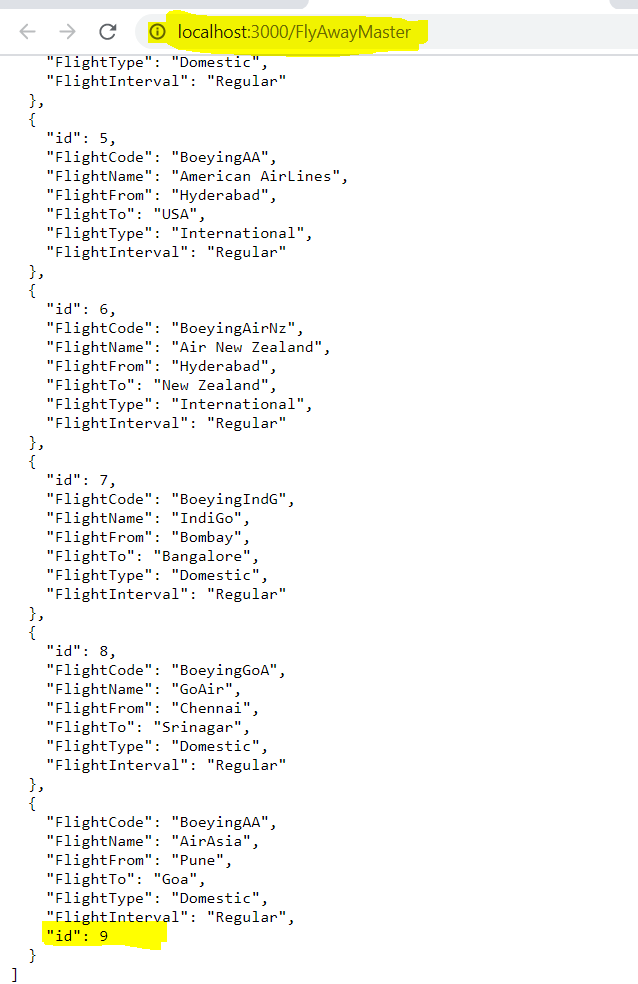 localhost:3000/FlyAwayMaster
"FlightType": "Domestic",
"FlightInterval": "Regular"
},
{
"id": 5,
"FlightCode": "BoeyingAA",
"FlightName": "American AirLines",
"FlightFrom": "Hyderabad",
"FlightTo": "USA",
"FlightType": "International",
"FlightInterval": "Regular"
},
{
"id": 6,
"FlightCode": "BoeyingAirNz",
"FlightName": "Air New Zealand",
"FlightFrom": "Hyderabad",
"FlightTo": "New Zealand",
"FlightType": "International",
"FlightInterval": "Regular"
},
{
"id": 7,
"FlightCode": "BoeyingIndG",
"FlightName": "IndiGo",
"FlightFrom": "Bombay",
"FlightTo": "Bangalore",
"FlightType": "Domestic",
"FlightInterval": "Regular"
},
{
"id": 8,
"FlightCode": "BoeyingGoA",
"FlightName": "GoAir",
"FlightFrom": "Chennai",
"FlightTo": "Srinagar",
"FlightType": "Domestic",
"FlightInterval": "Regular"
},
{
"FlightCode": "BoeyingAA",
"FlightName": "AirAsia",
"FlightFrom": "Pune",
"FlightTo": "Goa",
"FlightType": "Domestic",
"FlightInterval": "Regular",
"id": 9
}
]